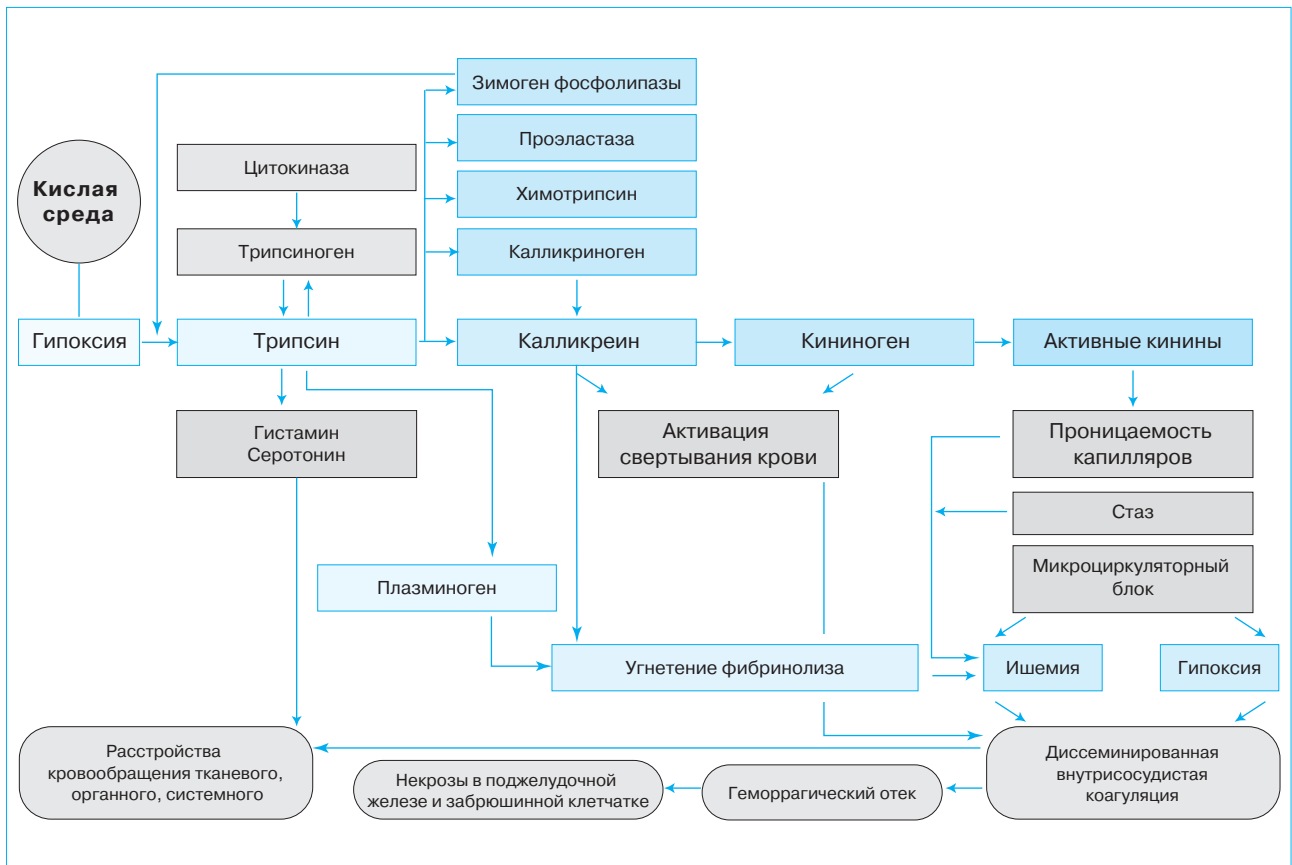 Зимоген фосфолипазы
Проэластаза
Цитокиназа
Кислая
среда
Химотрипсин
Трипсиноген
Калликриноген
Гипоксия
Трипсин
Калликреин
Кининоген
Активные кинины
Гистамин
Серотонин
Активация
свертывания крови
Проницаемость
капилляров
Стаз
Микроциркуляторный
блок
Плазминоген
Угнетение фибринолиза
Ишемия
Гипоксия
Расстройства
кровообращения тканевого,
органного, системного
Некрозы в поджелудочной
железе и забрюшинной клетчатке
Геморрагический отек
Диссеминированная
внутрисосудистая
коагуляция